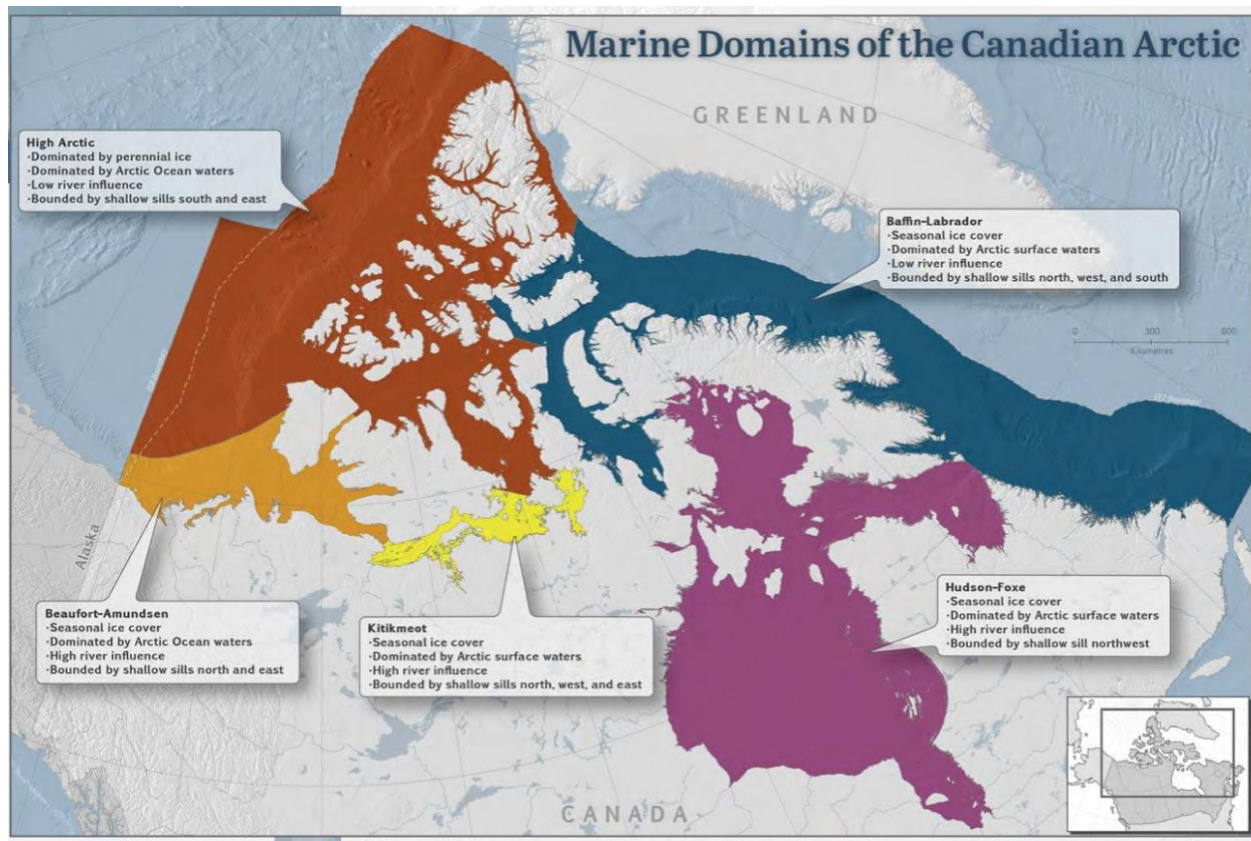 Marine Domains of the Canadian Arctic
GREENLAND
High Arctic
·Dominated by perennial ice
·Dominated by Arctic Ocean waters
·Low river influence
·Bounded by shallow sills south and east
Baffin–Labrador
·Seasonal ice cover
·Dominated by Arctic surface waters
·Low river influence
·Bounded by shallow sills north, west, and south
0 300 600
Kilometres
Alaska
Beaufort–Amundsen
·Seasonal ice cover
·Dominated by Arctic Ocean waters
·High river influence
·Bounded by shallow sills north and east
Kitikmeot
·Seasonal ice cover
·Dominated by Arctic surface waters
·High river influence
·Bounded by shallow sills north, west, and east
Hudson–Foxe
·Seasonal ice cover
·Dominated by Arctic surface waters
·High river influence
·Bounded by shallow sill northwest
CANADA